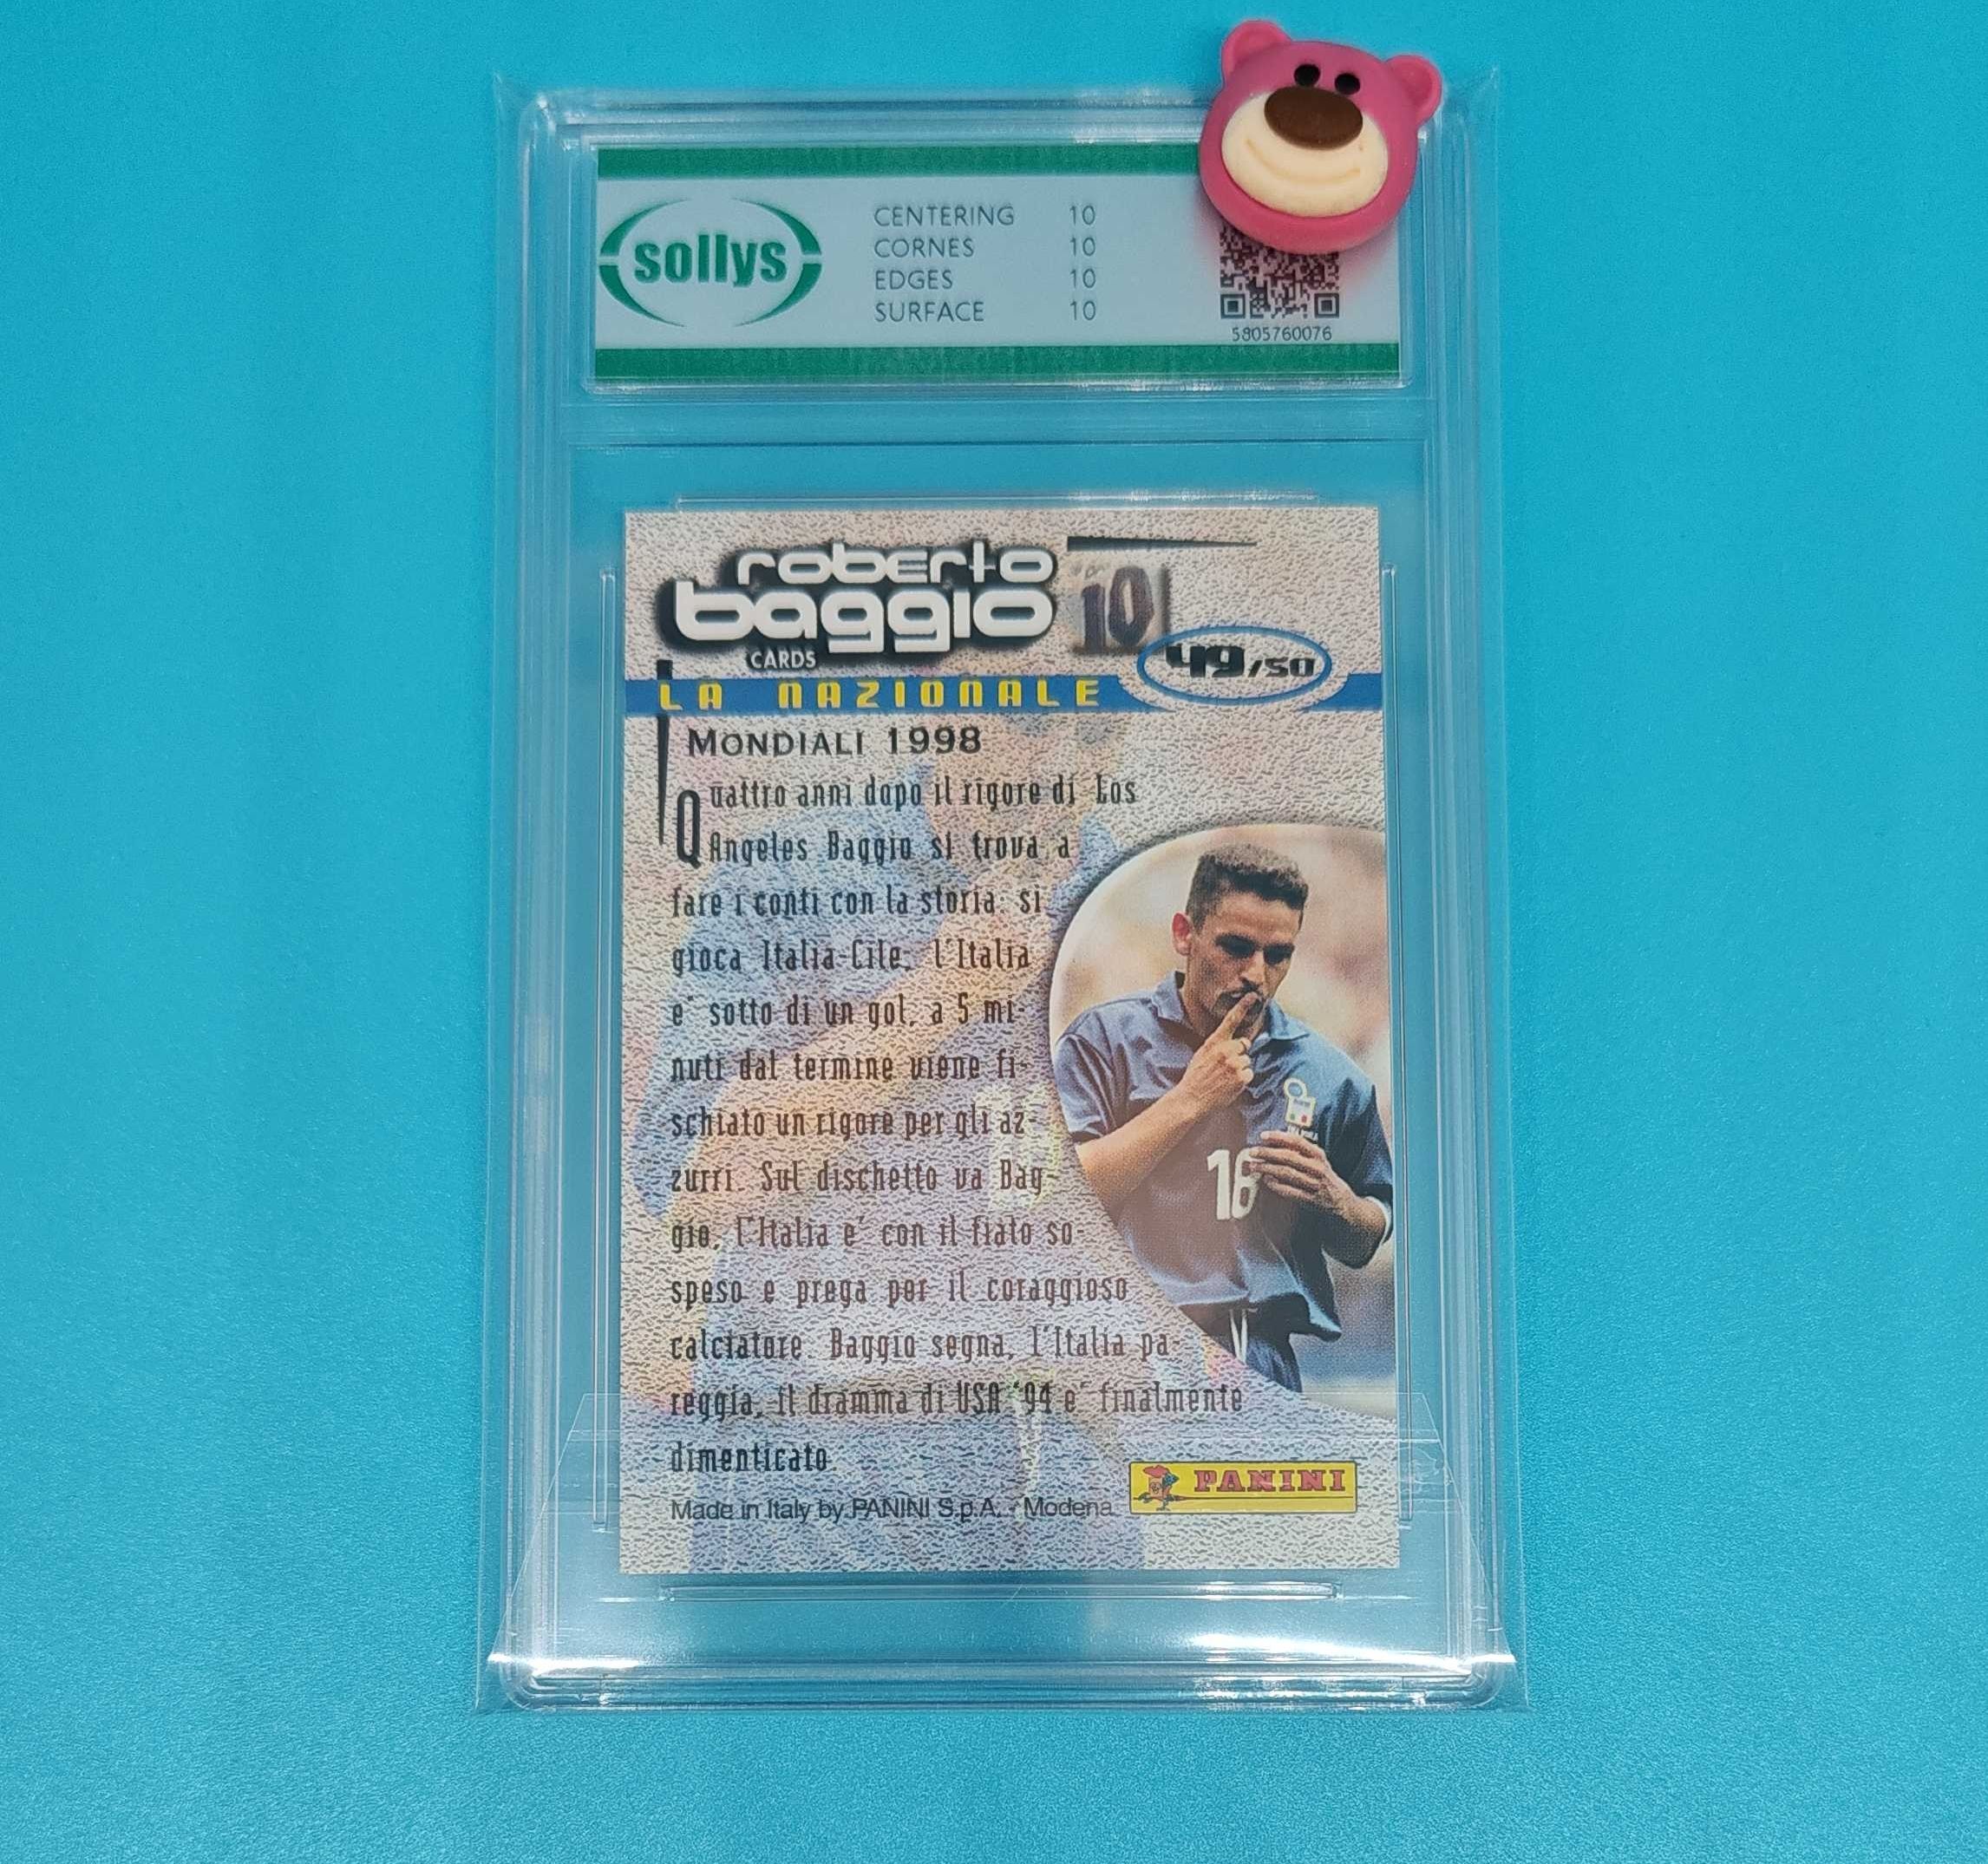 sollys
CENTERING 10
CORNES 10
EDGES 10
SURFACE 10
5805760076
roberto
baggio
CARDS
10
49/50
LA NAZIONALE
MONDIALI 1998
Quattro anni dopo il rigore di Los
Angeles Baggio si trova a
fare i conti con la storia: si
gioca Italia-Cile, l'Italia
e' sotto di un gol, a 5 mi-
nuti dal termine viene fi-
schiato un rigore per gli az-
zurri. Sul dischetto va Bag-
gio, l'Italia e' con il fiato so-
speso e prega per il coraggioso
calciatore. Baggio segna, l'Italia pa-
reggia, il dramma di USA '94 e' finalmente
dimenticato.
16
Made in Italy by PANINI S.p.A. - Modena
PANINI